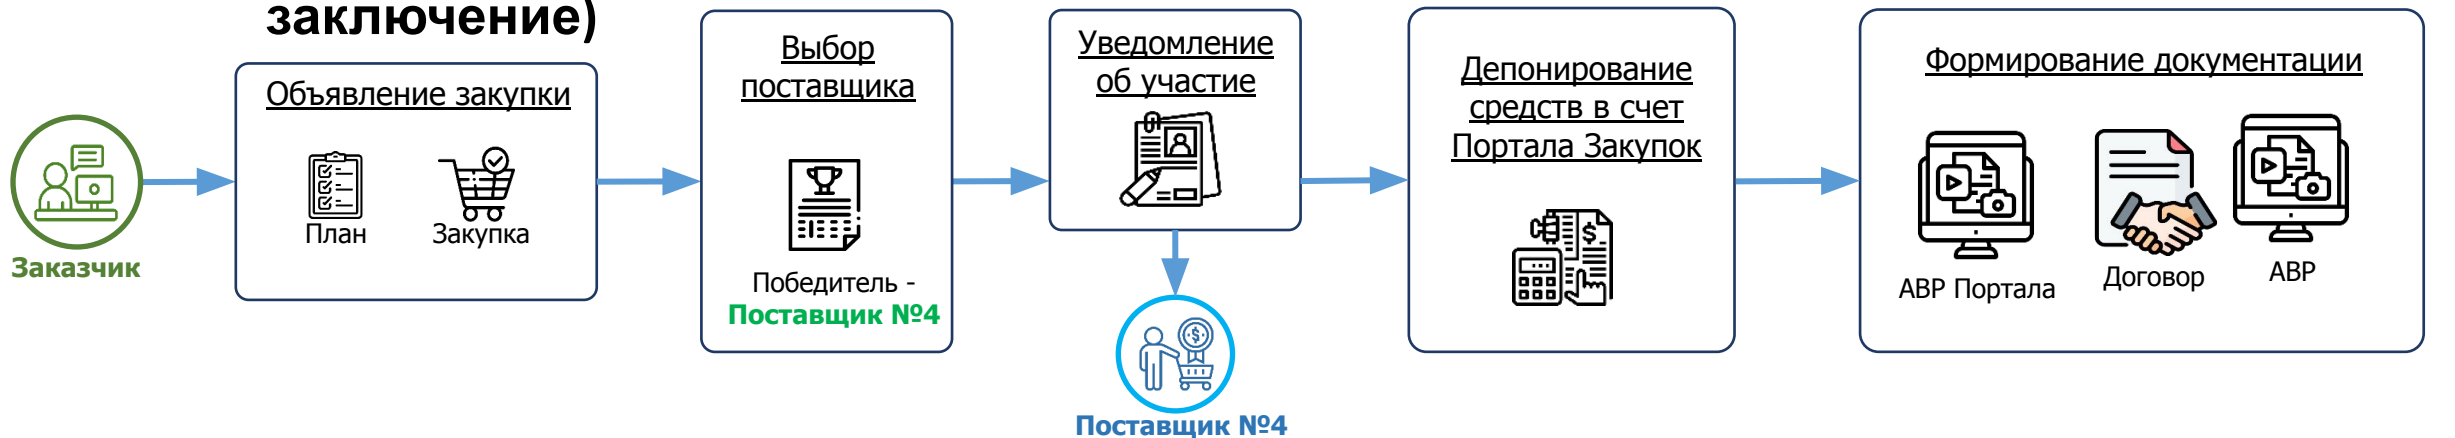 заключение)
Заказчик
Объявление закупки
План
Закупка
Выбор
поставщика
Победитель -
Поставщик №4
Уведомление
об участие
Поставщик №4
Депонирование
средств в счет
Портала Закупок
Формирование документации
АВР Портала
Договор
АВР